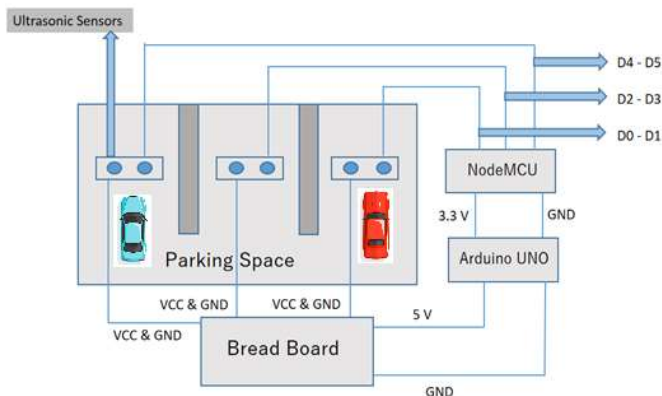 Ultrasonic Sensors
D4 - D5
D2 - D3
D0 - D1
NodeMCU
3.3 V
GND
Arduino UNO
Parking Space
VCC & GND
VCC & GND
VCC & GND
5 V
Bread Board
GND